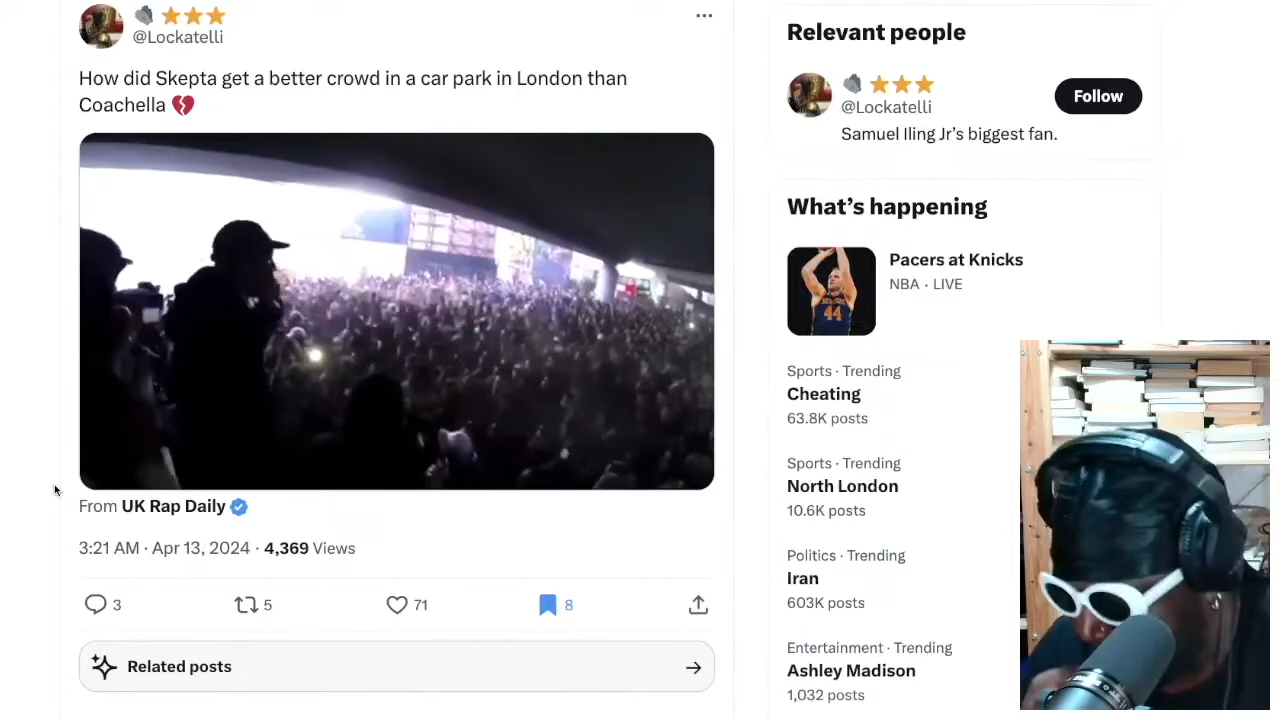 @Lockatelli
How did Skepta get a better crowd in a car park in London than
Coachella 💔
From UK Rap Daily
3:21 AM · Apr 13, 2024 · 4,369 Views
3
5
71
8
Related posts
Relevant people
@Lockatelli
Follow
Samuel Iling Jr’s biggest fan.
What’s happening
Pacers at Knicks
NBA · LIVE
44
Sports · Trending
Cheating
63.8K posts
Sports · Trending
North London
10.6K posts
Politics · Trending
Iran
603K posts
Entertainment · Trending
Ashley Madison
1,032 posts